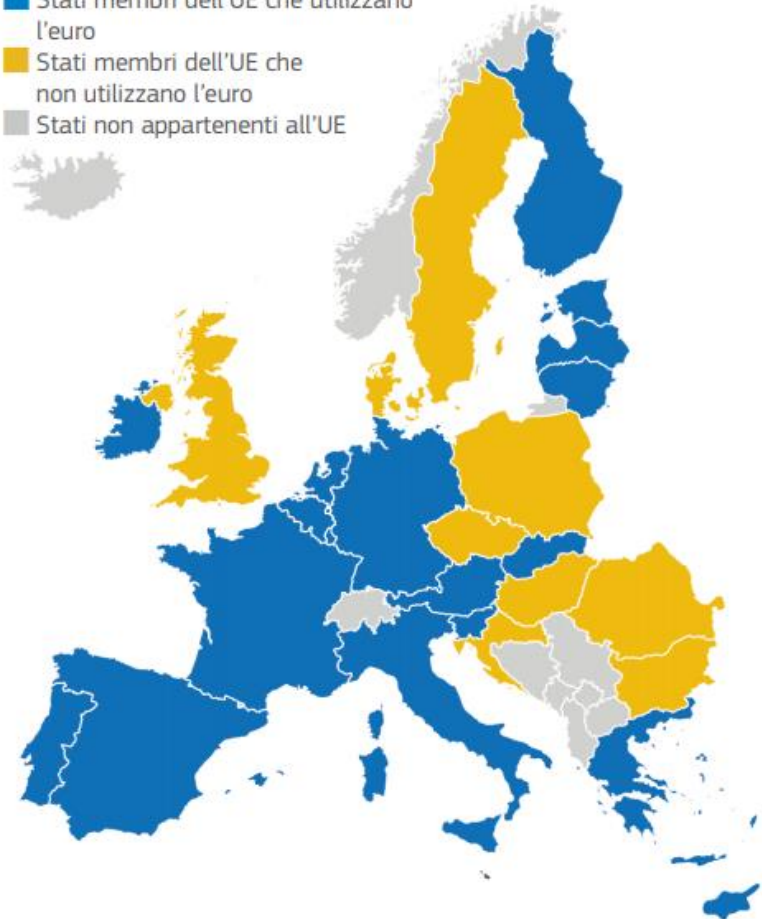 Stati membri dell'UE che utilizzano
l'euro
Stati membri dell'UE che
non utilizzano l'euro
Stati non appartenenti all'UE